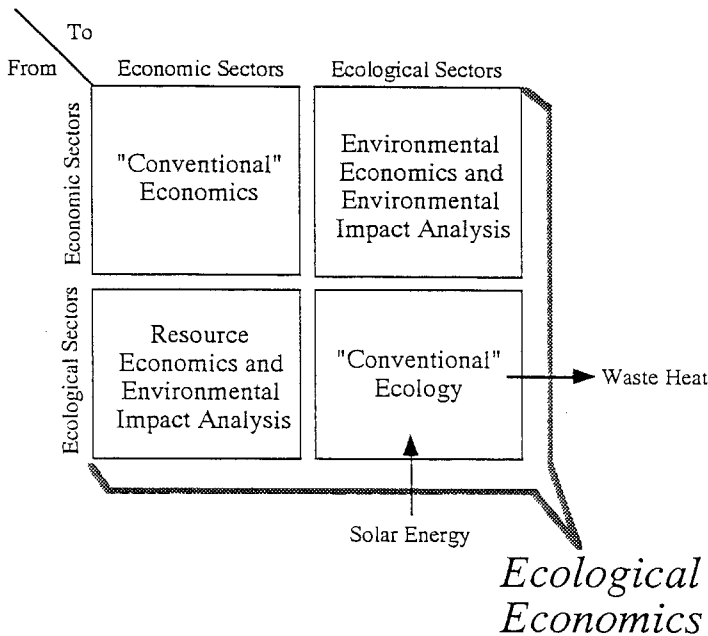 To
From
Economic Sectors
Ecological Sectors
Economic Sectors
"Conventional"
Economics
Environmental
Economics and
Environmental
Impact Analysis
Ecological Sectors
Resource
Economics and
Environmental
Impact Analysis
"Conventional"
Ecology
Waste Heat
Solar Energy
Ecological
Economics